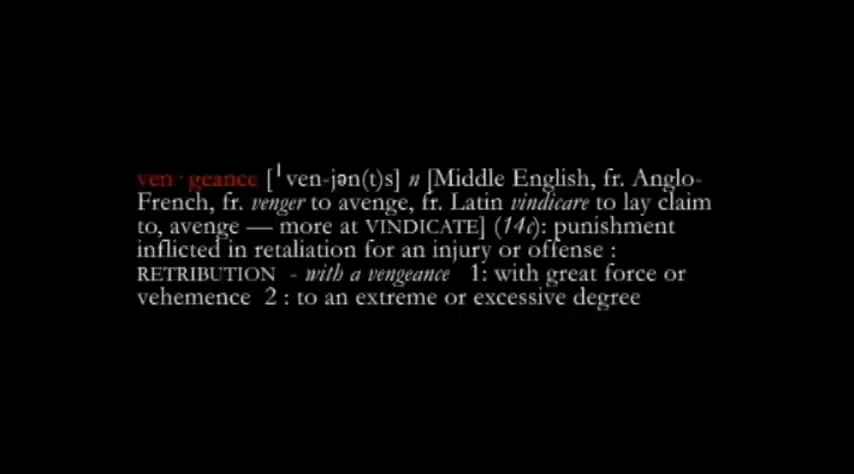 ven·geance [ˈven-jən(t)s] n [Middle English, fr. Anglo-
French, fr. venger to avenge, fr. Latin vindicare to lay claim
to, avenge — more at VINDICATE] (14c): punishment
inflicted in retaliation for an injury or offense :
RETRIBUTION - with a vengeance 1: with great force or
vehemence 2 : to an extreme or excessive degree